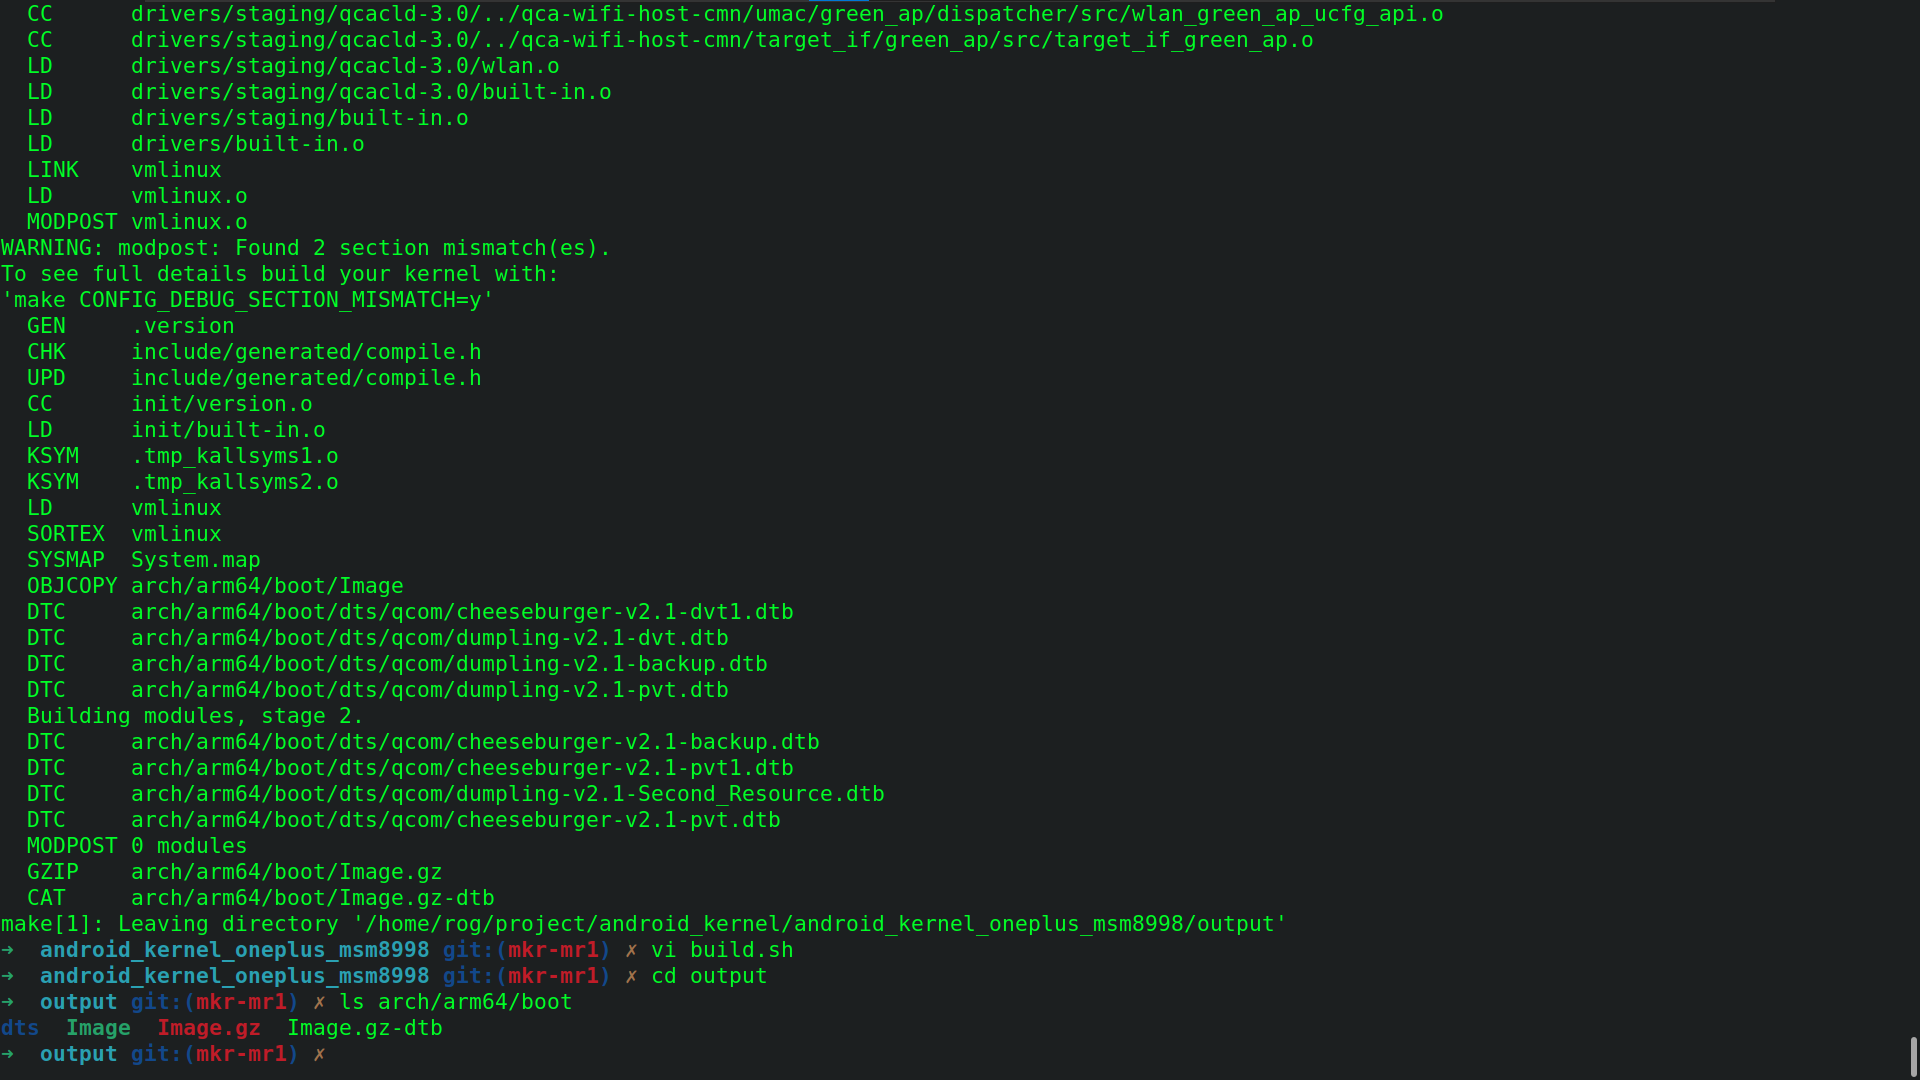 CC      drivers/staging/qcacld-3.0/../qca-wifi-host-cmn/umac/green_ap/dispatcher/src/wlan_green_ap_ucfg_api.o
CC      drivers/staging/qcacld-3.0/../qca-wifi-host-cmn/target_if/green_ap/src/target_if_green_ap.o
LD      drivers/staging/qcacld-3.0/wlan.o
LD      drivers/staging/qcacld-3.0/built-in.o
LD      drivers/staging/built-in.o
LD      drivers/built-in.o
LINK    vmlinux
LD      vmlinux.o
MODPOST vmlinux.o
WARNING: modpost: Found 2 section mismatch(es).
To see full details build your kernel with:
'make CONFIG_DEBUG_SECTION_MISMATCH=y'
GEN     .version
CHK     include/generated/compile.h
UPD     include/generated/compile.h
CC      init/version.o
LD      init/built-in.o
KSYM    .tmp_kallsyms1.o
KSYM    .tmp_kallsyms2.o
LD      vmlinux
SORTEX  vmlinux
SYSMAP  System.map
OBJCOPY arch/arm64/boot/Image
DTC     arch/arm64/boot/dts/qcom/cheeseburger-v2.1-dvt1.dtb
DTC     arch/arm64/boot/dts/qcom/dumpling-v2.1-dvt.dtb
DTC     arch/arm64/boot/dts/qcom/dumpling-v2.1-backup.dtb
DTC     arch/arm64/boot/dts/qcom/dumpling-v2.1-pvt.dtb
Building modules, stage 2.
DTC     arch/arm64/boot/dts/qcom/cheeseburger-v2.1-backup.dtb
DTC     arch/arm64/boot/dts/qcom/cheeseburger-v2.1-pvt1.dtb
DTC     arch/arm64/boot/dts/qcom/dumpling-v2.1-Second_Resource.dtb
DTC     arch/arm64/boot/dts/qcom/cheeseburger-v2.1-pvt.dtb
MODPOST 0 modules
GZIP    arch/arm64/boot/Image.gz
CAT     arch/arm64/boot/Image.gz-dtb
make[1]: Leaving directory '/home/rog/project/android_kernel/android_kernel_oneplus_msm8998/output'
➜  android_kernel_oneplus_msm8998 git:(mkr-mr1) ✗ vi build.sh
➜  android_kernel_oneplus_msm8998 git:(mkr-mr1) ✗ cd output
➜  output git:(mkr-mr1) ✗ ls arch/arm64/boot
dts  Image  Image.gz  Image.gz-dtb
➜  output git:(mkr-mr1) ✗